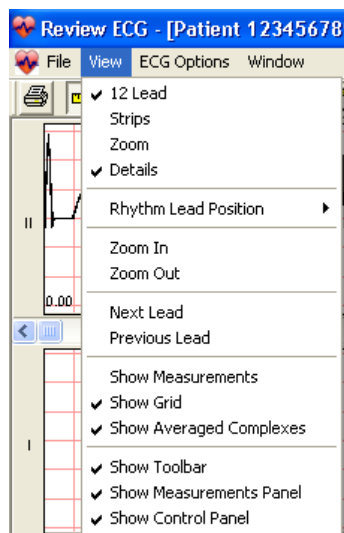 Review ECG - [Patient 12345678
File View ECG Options Window
12 Lead
Strips
Zoom
Details
Rhythm Lead Position
II
Zoom In
Zoom Out
0.00
Next Lead
Previous Lead
Show Measurements
Show Grid
Show Averaged Complexes
I
Show Toolbar
Show Measurements Panel
Show Control Panel